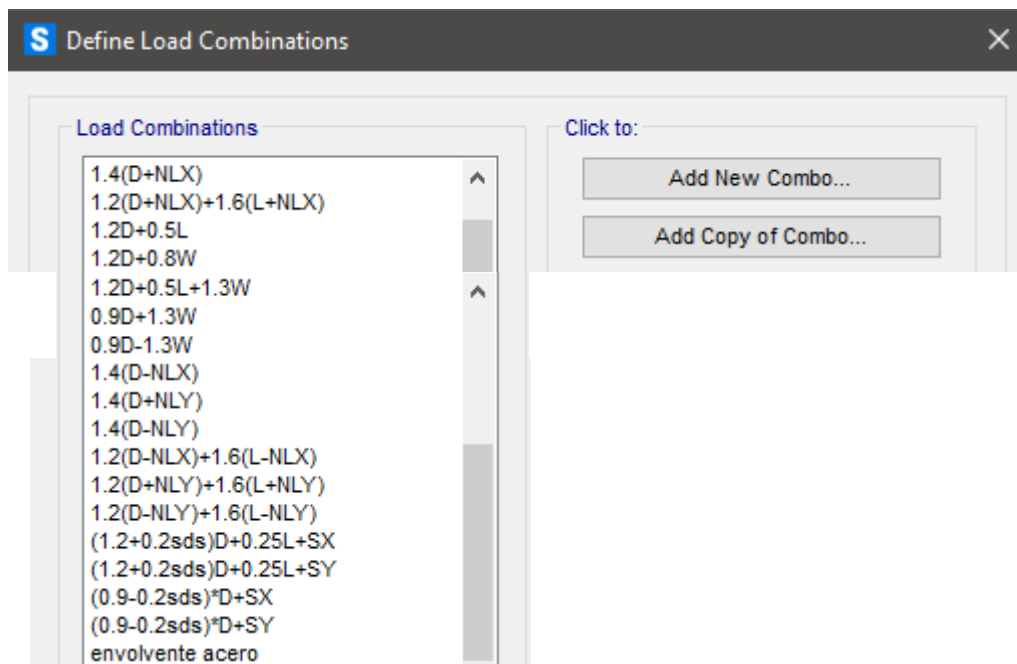 S Define Load Combinations
Load Combinations
1.4(D+NLX)
1.2(D+NLX)+1.6(L+NLX)
1.2D+0.5L
1.2D+0.8W
1.2D+0.5L+1.3W
0.9D+1.3W
0.9D-1.3W
1.4(D-NLX)
1.4(D+NLY)
1.4(D-NLY)
1.2(D-NLX)+1.6(L-NLX)
1.2(D+NLY)+1.6(L+NLY)
1.2(D-NLY)+1.6(L-NLY)
(1.2+0.2sds)D+0.25L+SX
(1.2+0.2sds)D+0.25L+SY
(0.9-0.2sds)*D+SX
(0.9-0.2sds)*D+SY
envolvente acero
Click to:
Add New Combo...
Add Copy of Combo...